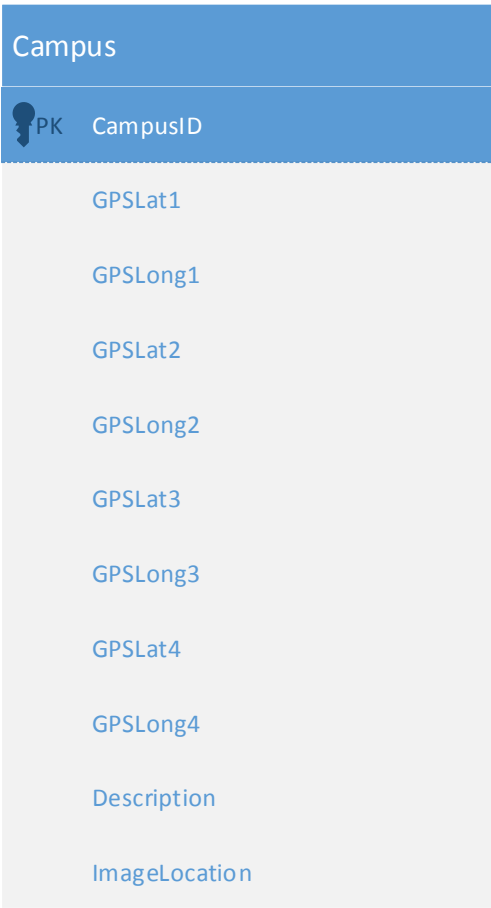 Campus
PK CampusID
GPSLat1
GPSLong1
GPSLat2
GPSLong2
GPSLat3
GPSLong3
GPSLat4
GPSLong4
Description
ImageLocation